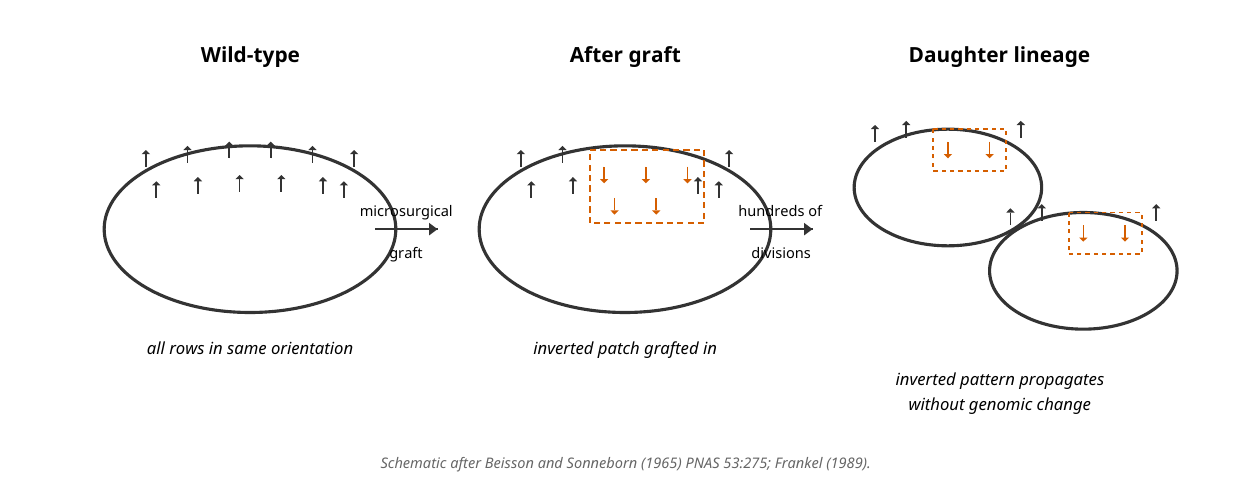 Wild-type
After graft
Daughter lineage
microsurgical
graft
hundreds of
divisions
all rows in same orientation
inverted patch grafted in
inverted pattern propagates
without genomic change
Schematic after Beisson and Sonneborn (1965) PNAS 53:275; Frankel (1989).